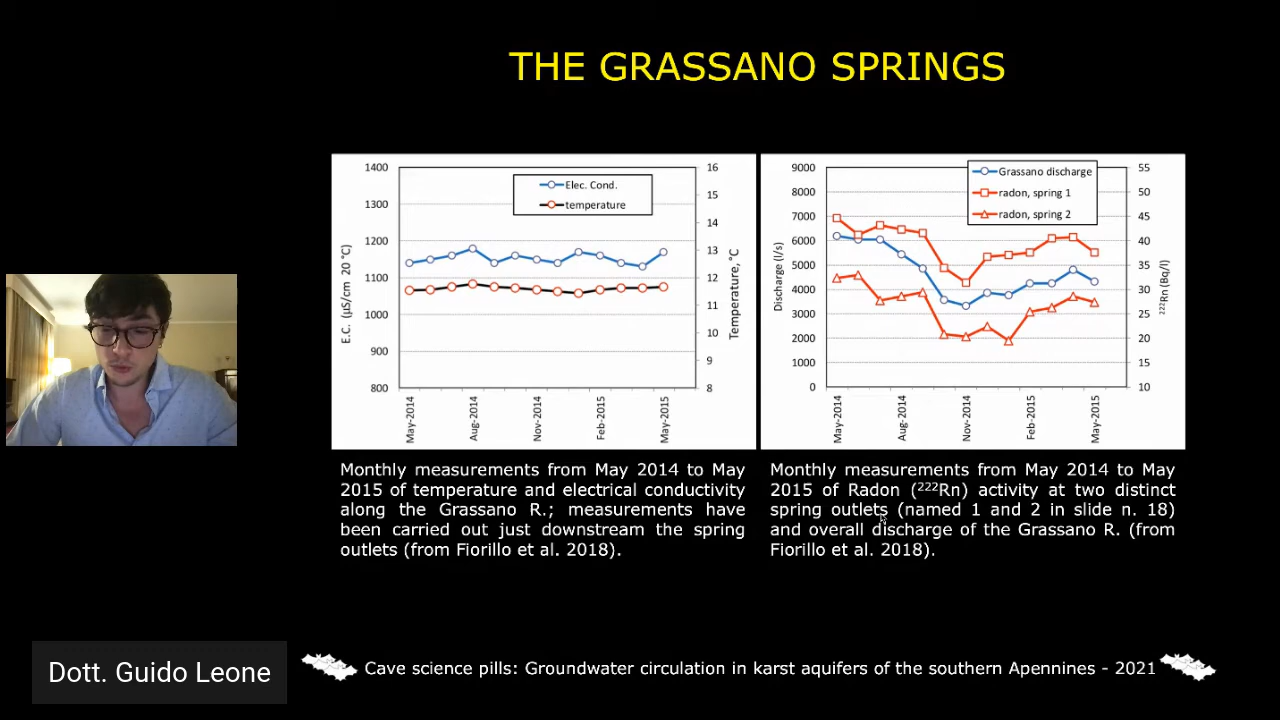 THE GRASSANO SPRINGS
1400
1300
1200
1100
1000
900
800
E.C. (µS/cm 20 °C)
16
15
14
13
12
11
10
9
8
Temperature, °C
Elec. Cond.
temperature
May-2014
Aug-2014
Nov-2014
Feb-2015
May-2015
9000
8000
7000
6000
5000
4000
3000
2000
1000
0
Discharge (l/s)
55
50
45
40
35
30
25
20
15
10
²²²Rn (Bq/l)
Grassano discharge
radon, spring 1
radon, spring 2
May-2014
Aug-2014
Nov-2014
Feb-2015
May-2015
Monthly measurements from May 2014 to May
2015 of temperature and electrical conductivity
along the Grassano R.; measurements have
been carried out just downstream the spring
outlets (from Fiorillo et al. 2018).
Monthly measurements from May 2014 to May
2015 of Radon (²²²Rn) activity at two distinct
spring outlets (named 1 and 2 in slide n. 18)
and overall discharge of the Grassano R. (from
Fiorillo et al. 2018).
Dott. Guido Leone
Cave science pills: Groundwater circulation in karst aquifers of the southern Apennines - 2021